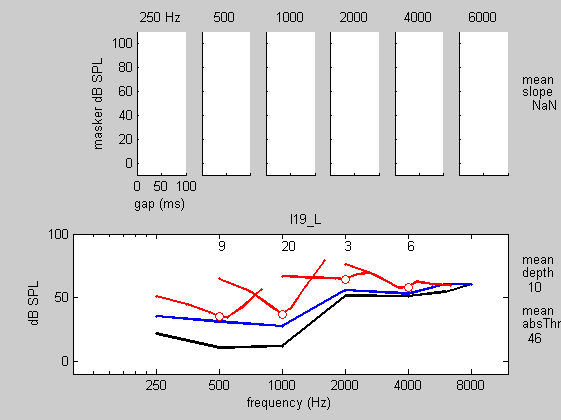 250 Hz 500 1000 2000 4000 6000
100
80
60
40
20
0
masker dB SPL
0 50 100
gap (ms)
mean
slope
NaN
I19_L
9 20 3 6
100
50
0
dB SPL
250 500 1000 2000 4000 8000
frequency (Hz)
mean
depth
10
mean
absThr
46